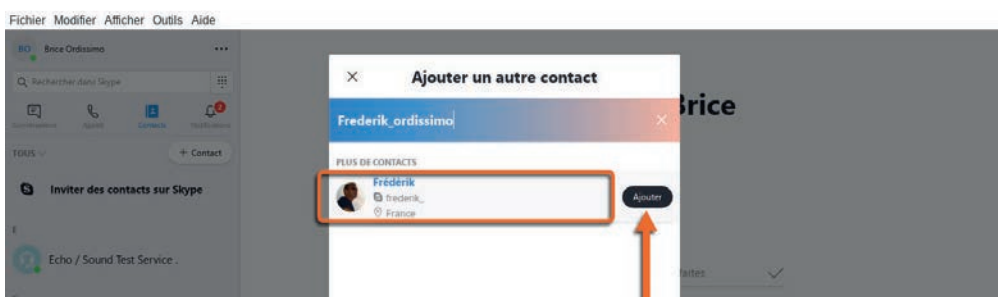 Fichier Modifier Afficher Outils Aide
BO Brice Ordissimo
Rechercher dans Skype
Appels Contacts Notifications
2
TOUS
+ Contact
Inviter des contacts sur Skype
E
Echo / Sound Test Service .
Ajouter un autre contact
Brice
Frederik_ordissimo
PLUS DE CONTACTS
Frédérik
frederik_
France
Ajouter